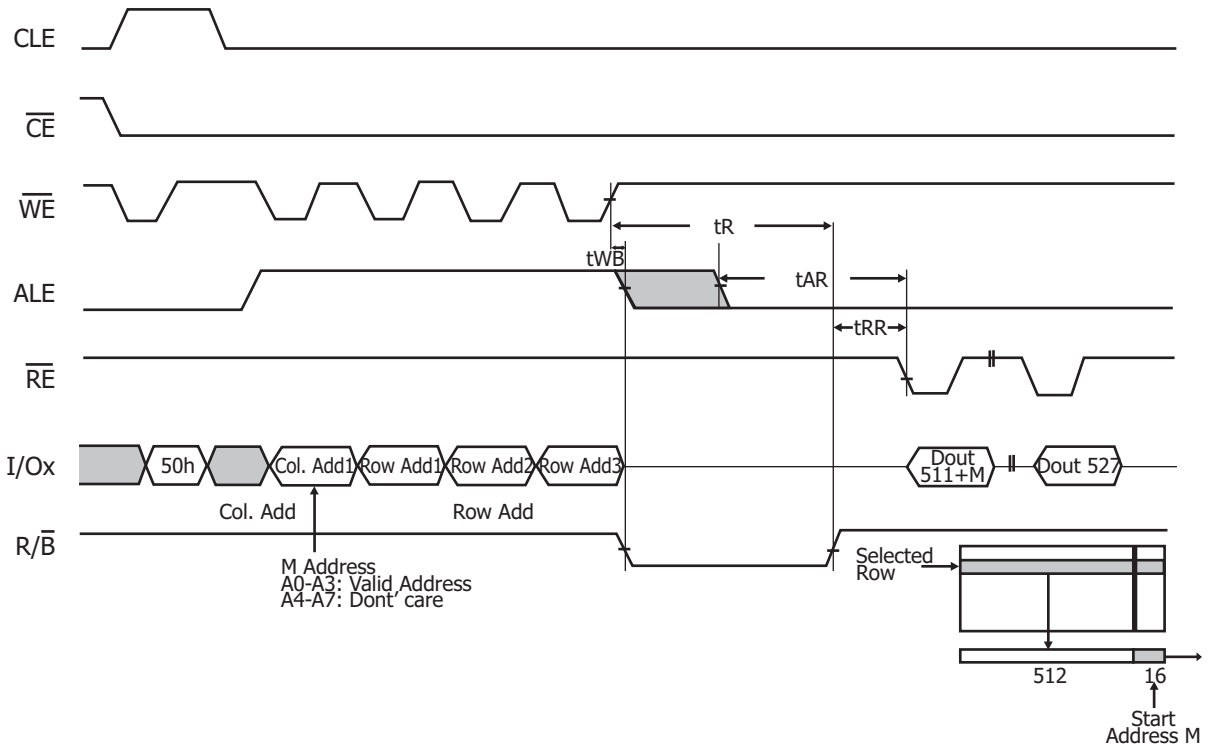 CLE
CE
WE
tR
tWB
ALE
tAR
tRR
RE
I/Ox
50h
Col. Add1
Row Add1
Row Add2
Row Add3
Dout
511+M
Dout 527
Col. Add
Row Add
R/B
M Address
A0-A3: Valid Address
A4-A7: Dont' care
Selected
Row
512
16
Start
Address M